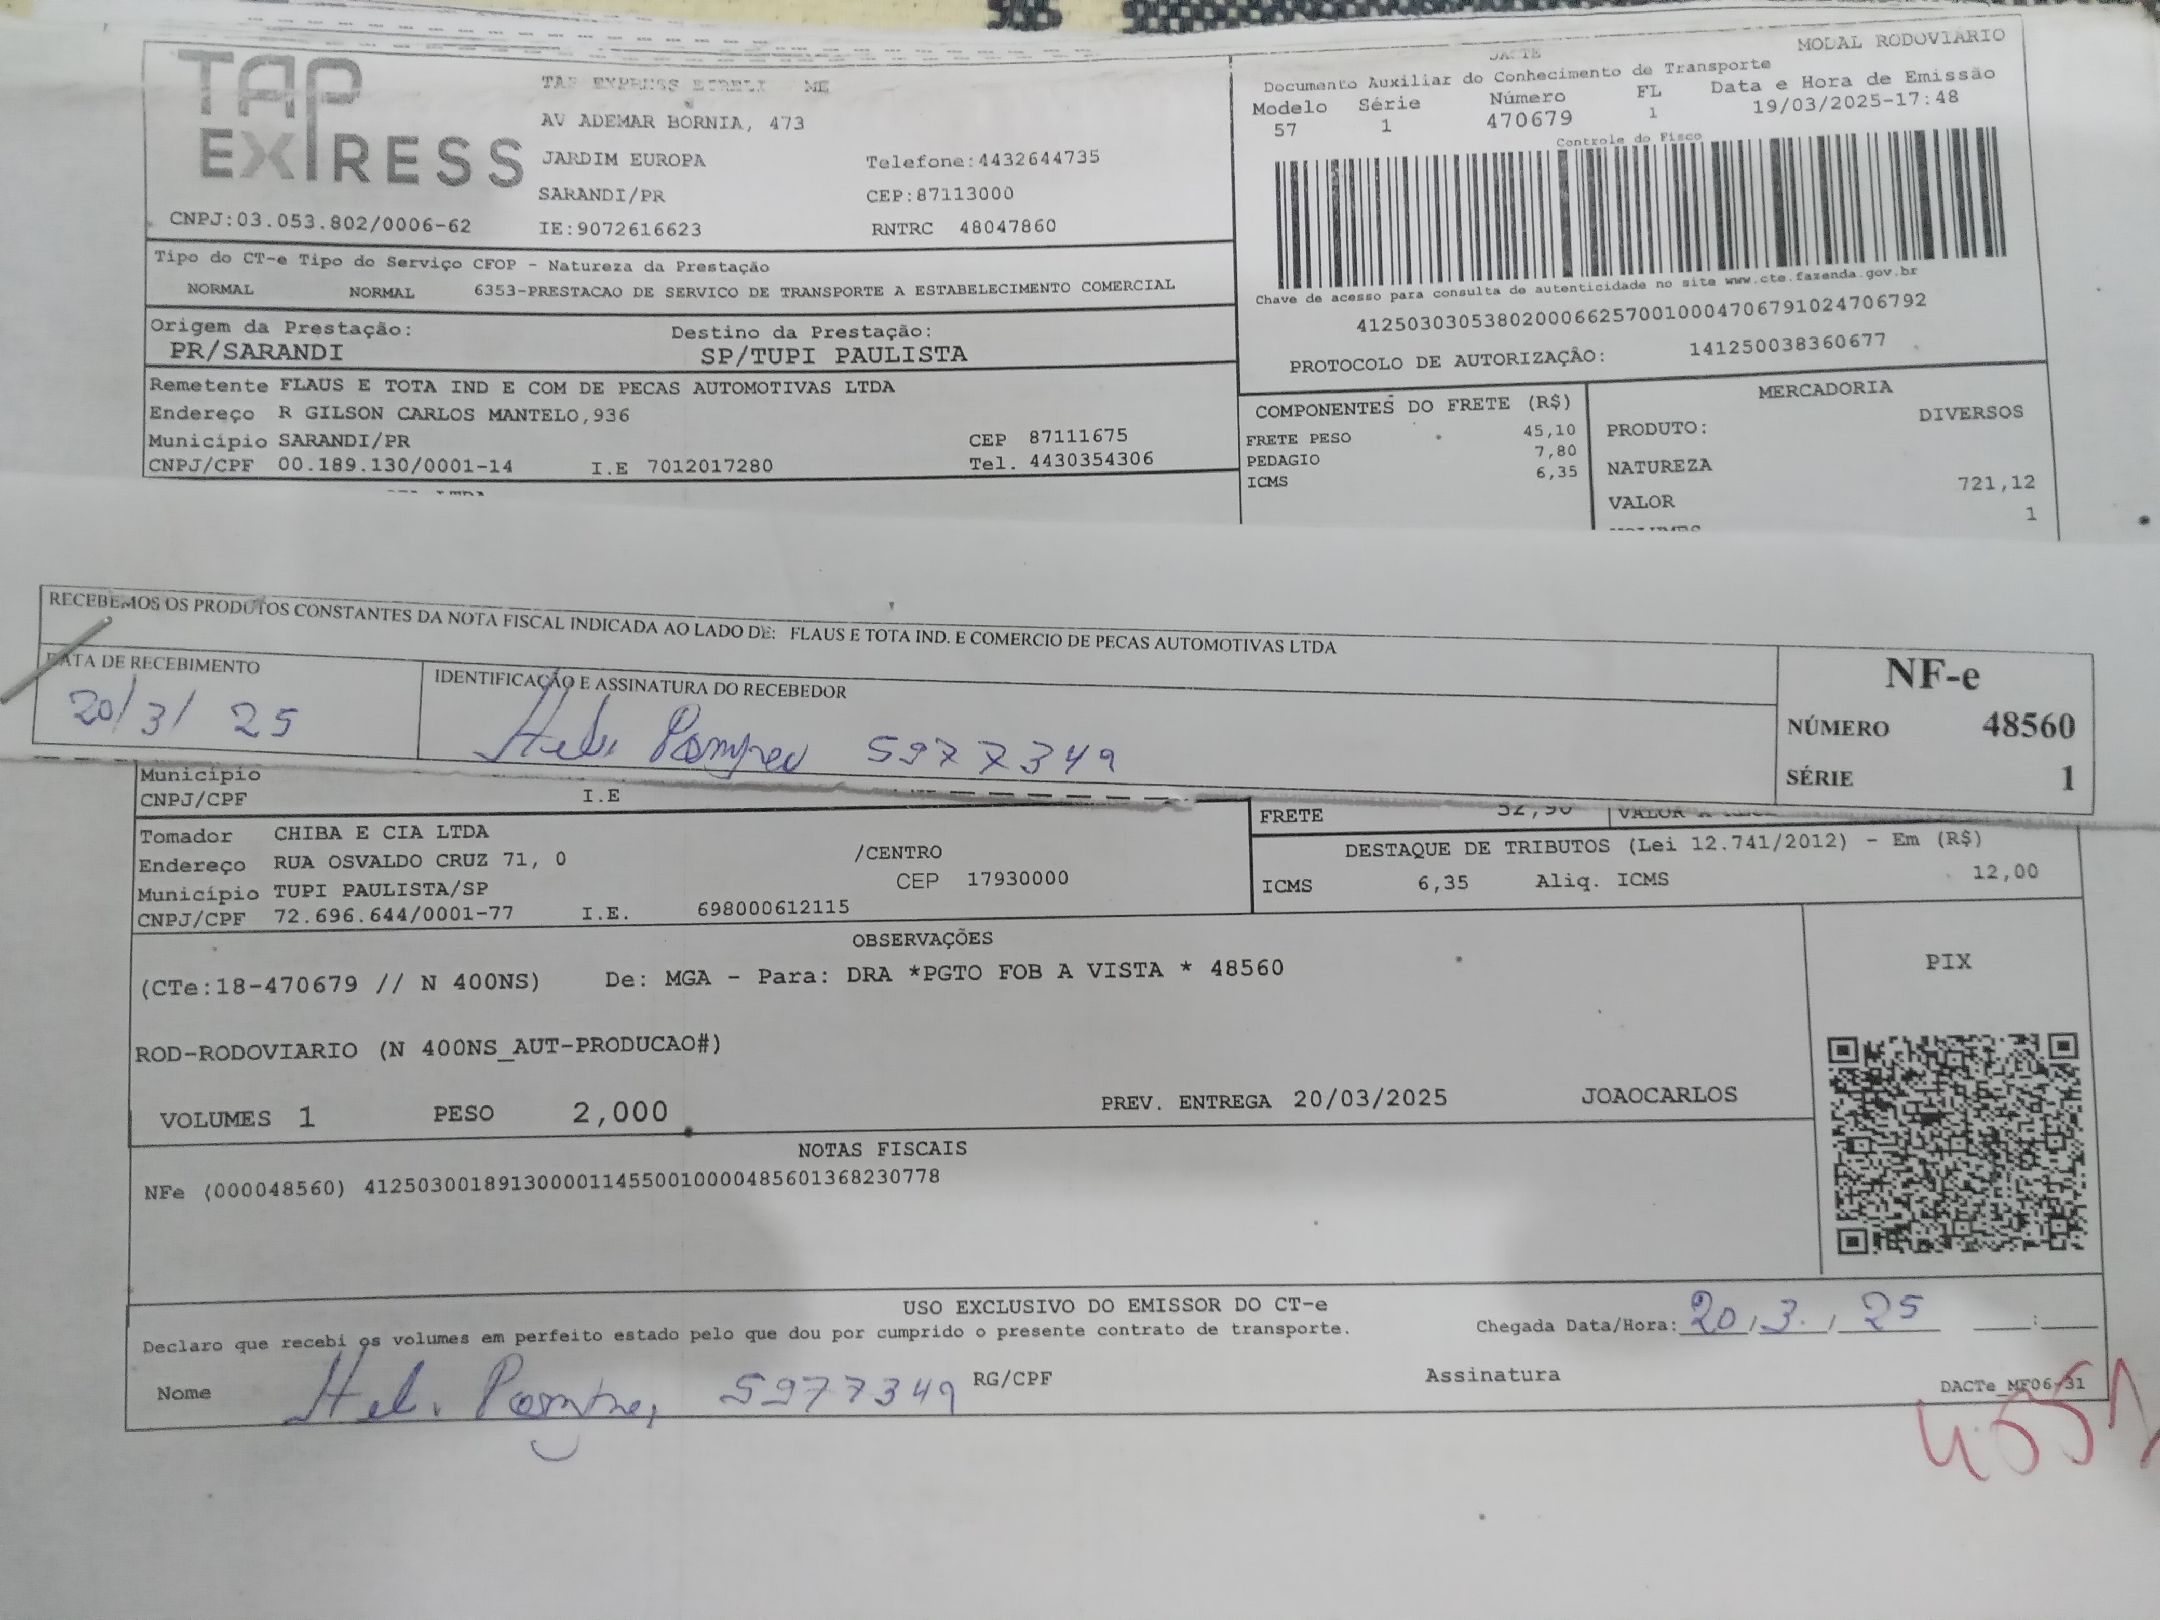 TAP
EXPRESS
TAP EXPRESS EIRELI ME
AV ADEMAR BORNIA, 473
JARDIM EUROPA Telefone:4432644735
SARANDI/PR CEP:87113000
CNPJ:03.053.802/0006-62 IE:9072616623 RNTRC 48047860
DACTE MODAL RODOVIARIO
Documento Auxiliar do Conhecimento de Transporte
Modelo Série Número FL Data e Hora de Emissão
57 1 470679 1 19/03/2025-17:48
Controle do Fisco
Chave de acesso para consulta de autenticidade no site www.cte.fazenda.gov.br
41250303053802000662570010004706791024706792
PROTOCOLO DE AUTORIZAÇÂO: 141250038360677
Tipo do CT-e Tipo do Serviço CFOP - Natureza da Prestação
NORMAL NORMAL 6353-PRESTACAO DE SERVICO DE TRANSPORTE A ESTABELECIMENTO COMERCIAL
Origem da Prestação: Destino da Prestação:
PR/SARANDI SP/TUPI PAULISTA
Remetente FLAUS E TOTA IND E COM DE PECAS AUTOMOTIVAS LTDA
Endereço R GILSON CARLOS MANTELO,936
Município SARANDI/PR CEP 87111675
CNPJ/CPF 00.189.130/0001-14 I.E 7012017280 Tel. 4430354306
COMPONENTES DO FRETE (R$)
FRETE PESO 45,10
PEDAGIO 7,80
ICMS 6,35
MERCADORIA
PRODUTO: DIVERSOS
NATUREZA
VALOR 721,12
VOLUMES 1
RECEBEMOS OS PRODUTOS CONSTANTES DA NOTA FISCAL INDICADA AO LADO DE: FLAUS E TOTA IND. E COMERCIO DE PECAS AUTOMOTIVAS LTDA
DATA DE RECEBIMENTO IDENTIFICAÇÃO E ASSINATURA DO RECEBEDOR
20/3/25 5977349
NF-e
NÚMERO 48560
SÉRIE 1
Município
CNPJ/CPF I.E
FRETE 52,90
Tomador CHIBA E CIA LTDA
Endereço RUA OSVALDO CRUZ 71, 0 /CENTRO
Município TUPI PAULISTA/SP CEP 17930000
CNPJ/CPF 72.696.644/0001-77 I.E. 698000612115
DESTAQUE DE TRIBUTOS (Lei 12.741/2012) - Em (R$)
ICMS 6,35 Aliq. ICMS 12,00
OBSERVAÇÕES
(CTe:18-470679 // N 400NS) De: MGA - Para: DRA *PGTO FOB A VISTA * 48560
PIX
ROD-RODOVIARIO (N 400NS_AUT-PRODUCAO#)
VOLUMES 1 PESO 2,000 PREV. ENTREGA 20/03/2025 JOAOCARLOS
NOTAS FISCAIS
NFe (000048560) 41250300189130000114550010000485601368230778
USO EXCLUSIVO DO EMISSOR DO CT-e
Declaro que recebi os volumes em perfeito estado pelo que dou por cumprido o presente contrato de transporte. Chegada Data/Hora: 20/3/25 :
Nome 5977349 RG/CPF Assinatura
DACTe_MF06-31